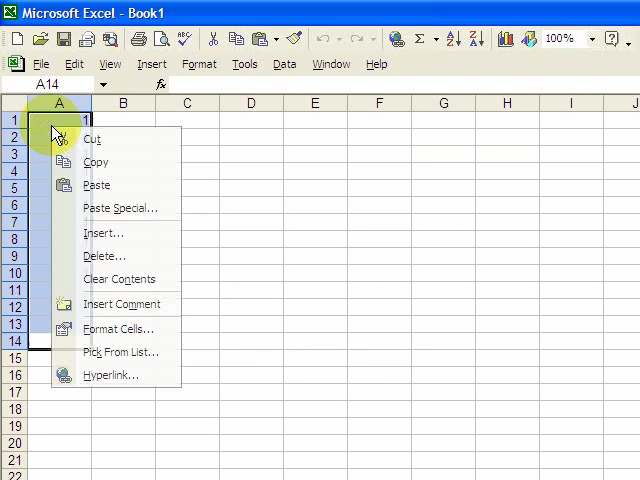 Microsoft Excel - Book1
Σ A Z Z A 100% ?
File Edit View Insert Format Tools Data Window Help
A14 fx
A B C D E F G H I J
1 1
2
3
4
5
6
7
8
9
10
11
12
13
14
15
16
17
18
19
20
21
22
Cut
Copy
Paste
Paste Special...
Insert...
Delete...
Clear Contents
Insert Comment
Format Cells...
Pick From List...
Hyperlink...